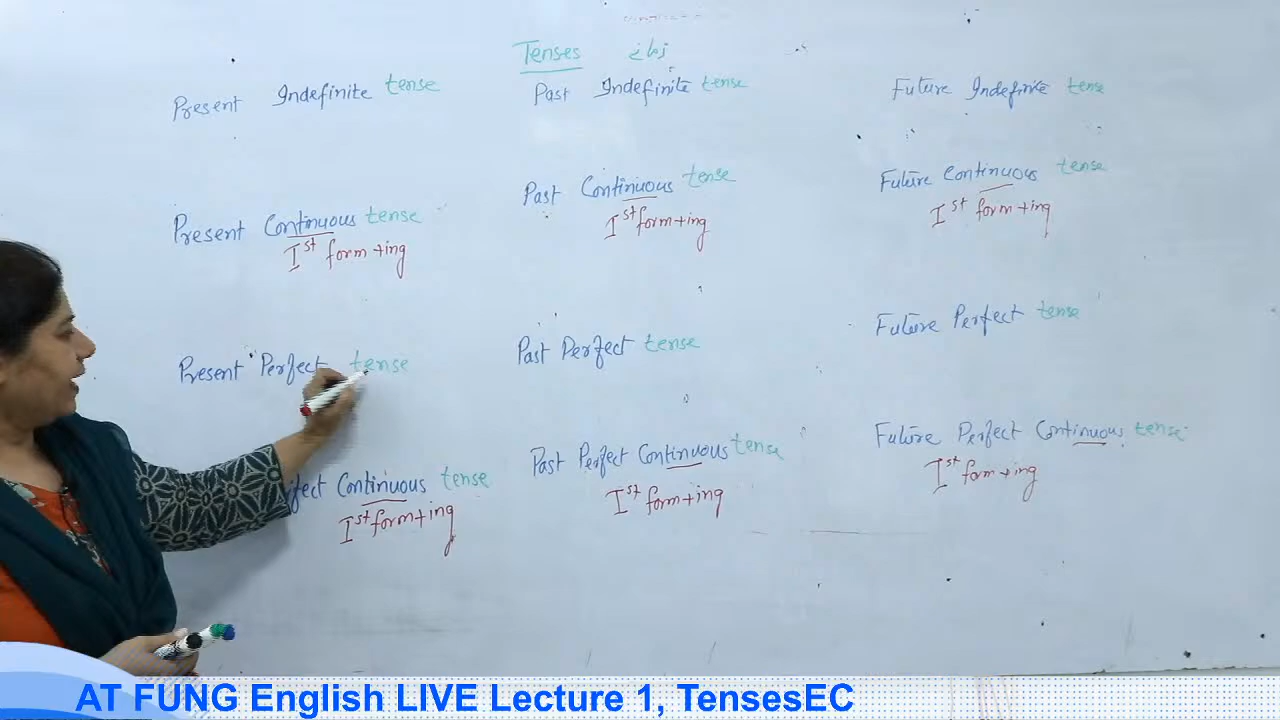 Tenses زمانے
Present Indefinite tense
Past Indefinite tense
Future Indefinite tense
Present Continuous tense
Ist form +ing
Past Continuous tense
Ist form +ing
Future Continuous tense
Ist form +ing
Present Perfect tense
Past Perfect tense
Future Perfect tense
fect Continuous tense
Ist form + ing
Past Perfect Continuous tense
Ist form + ing
Future Perfect Continuous tense
Ist form + ing
AT FUNG English LIVE Lecture 1, TensesEC